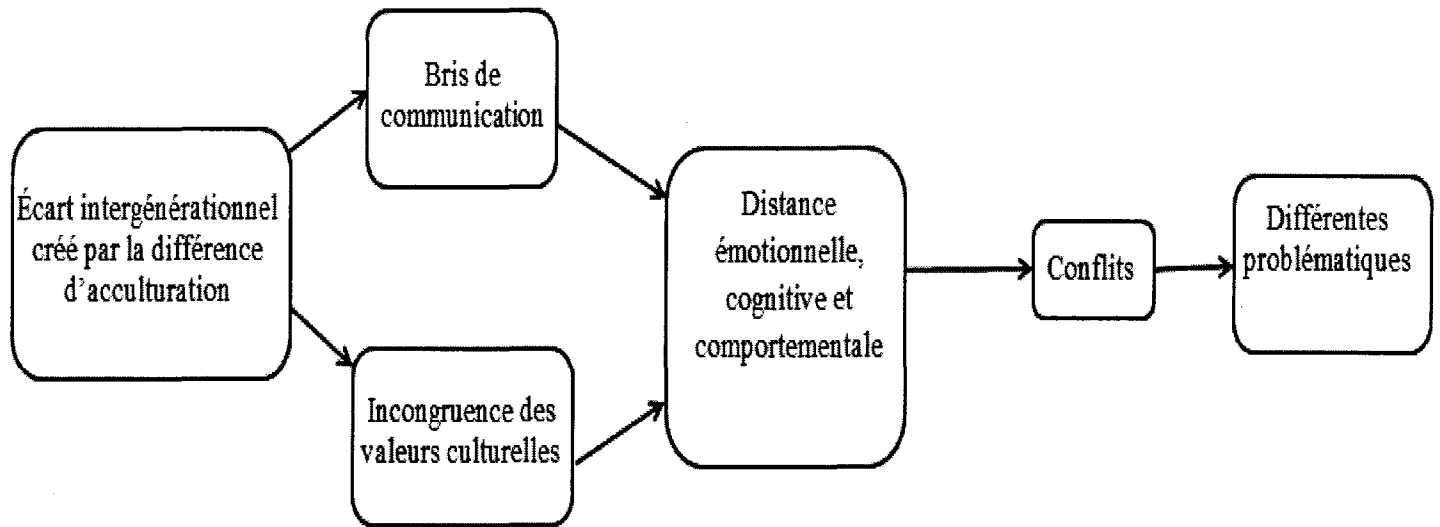 Écart intergénérationnel
créé par la différence
d'acculturation
Bris de
communication
Incongruence des
valeurs culturelles
Distance
émotionnelle,
cognitive et
comportementale
Conflits
Différentes
problématiques